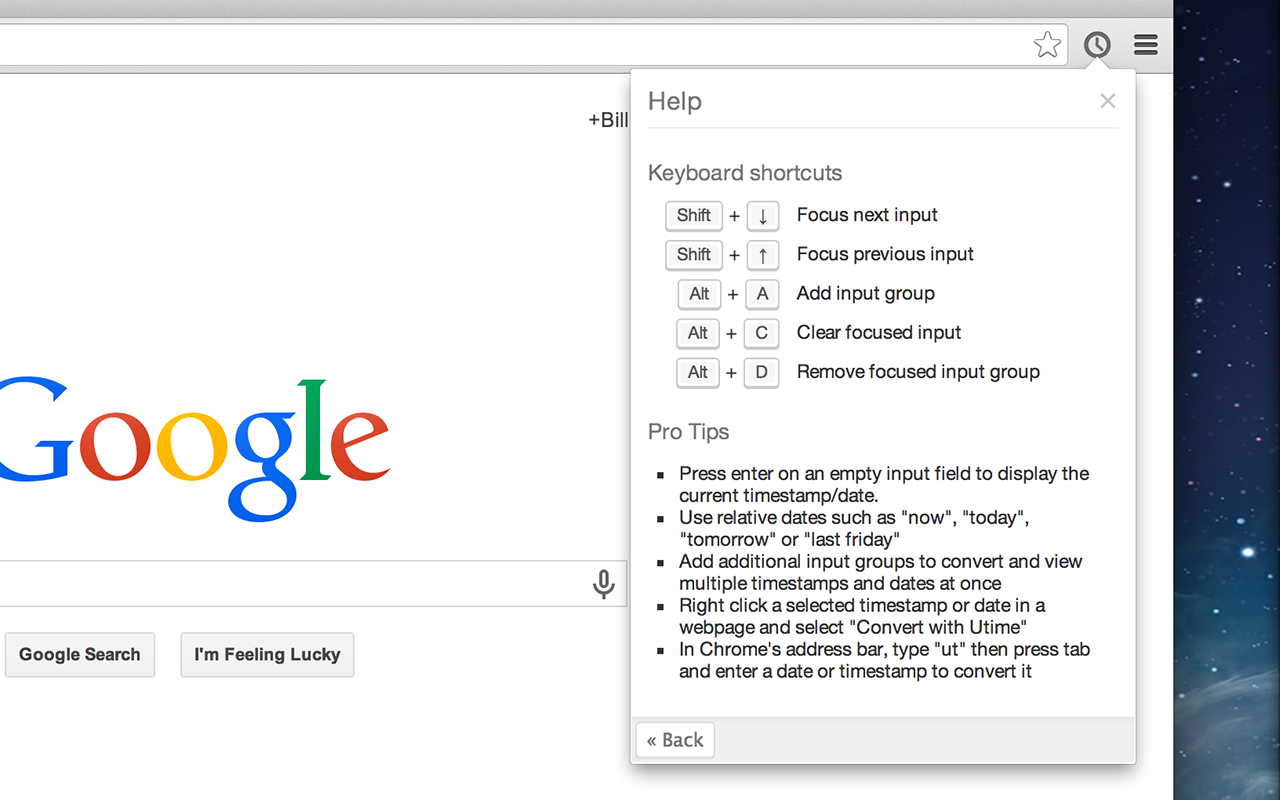 +Bill
Help
×
Keyboard shortcuts
Shift + ↓ Focus next input
Shift + ↑ Focus previous input
Alt + A Add input group
Alt + C Clear focused input
Alt + D Remove focused input group
Pro Tips
▪ Press enter on an empty input field to display the
current timestamp/date.
▪ Use relative dates such as "now", "today",
"tomorrow" or "last friday"
▪ Add additional input groups to convert and view
multiple timestamps and dates at once
▪ Right click a selected timestamp or date in a
webpage and select "Convert with Utime"
▪ In Chrome's address bar, type "ut" then press tab
and enter a date or timestamp to convert it
« Back
Google
Google Search
I'm Feeling Lucky